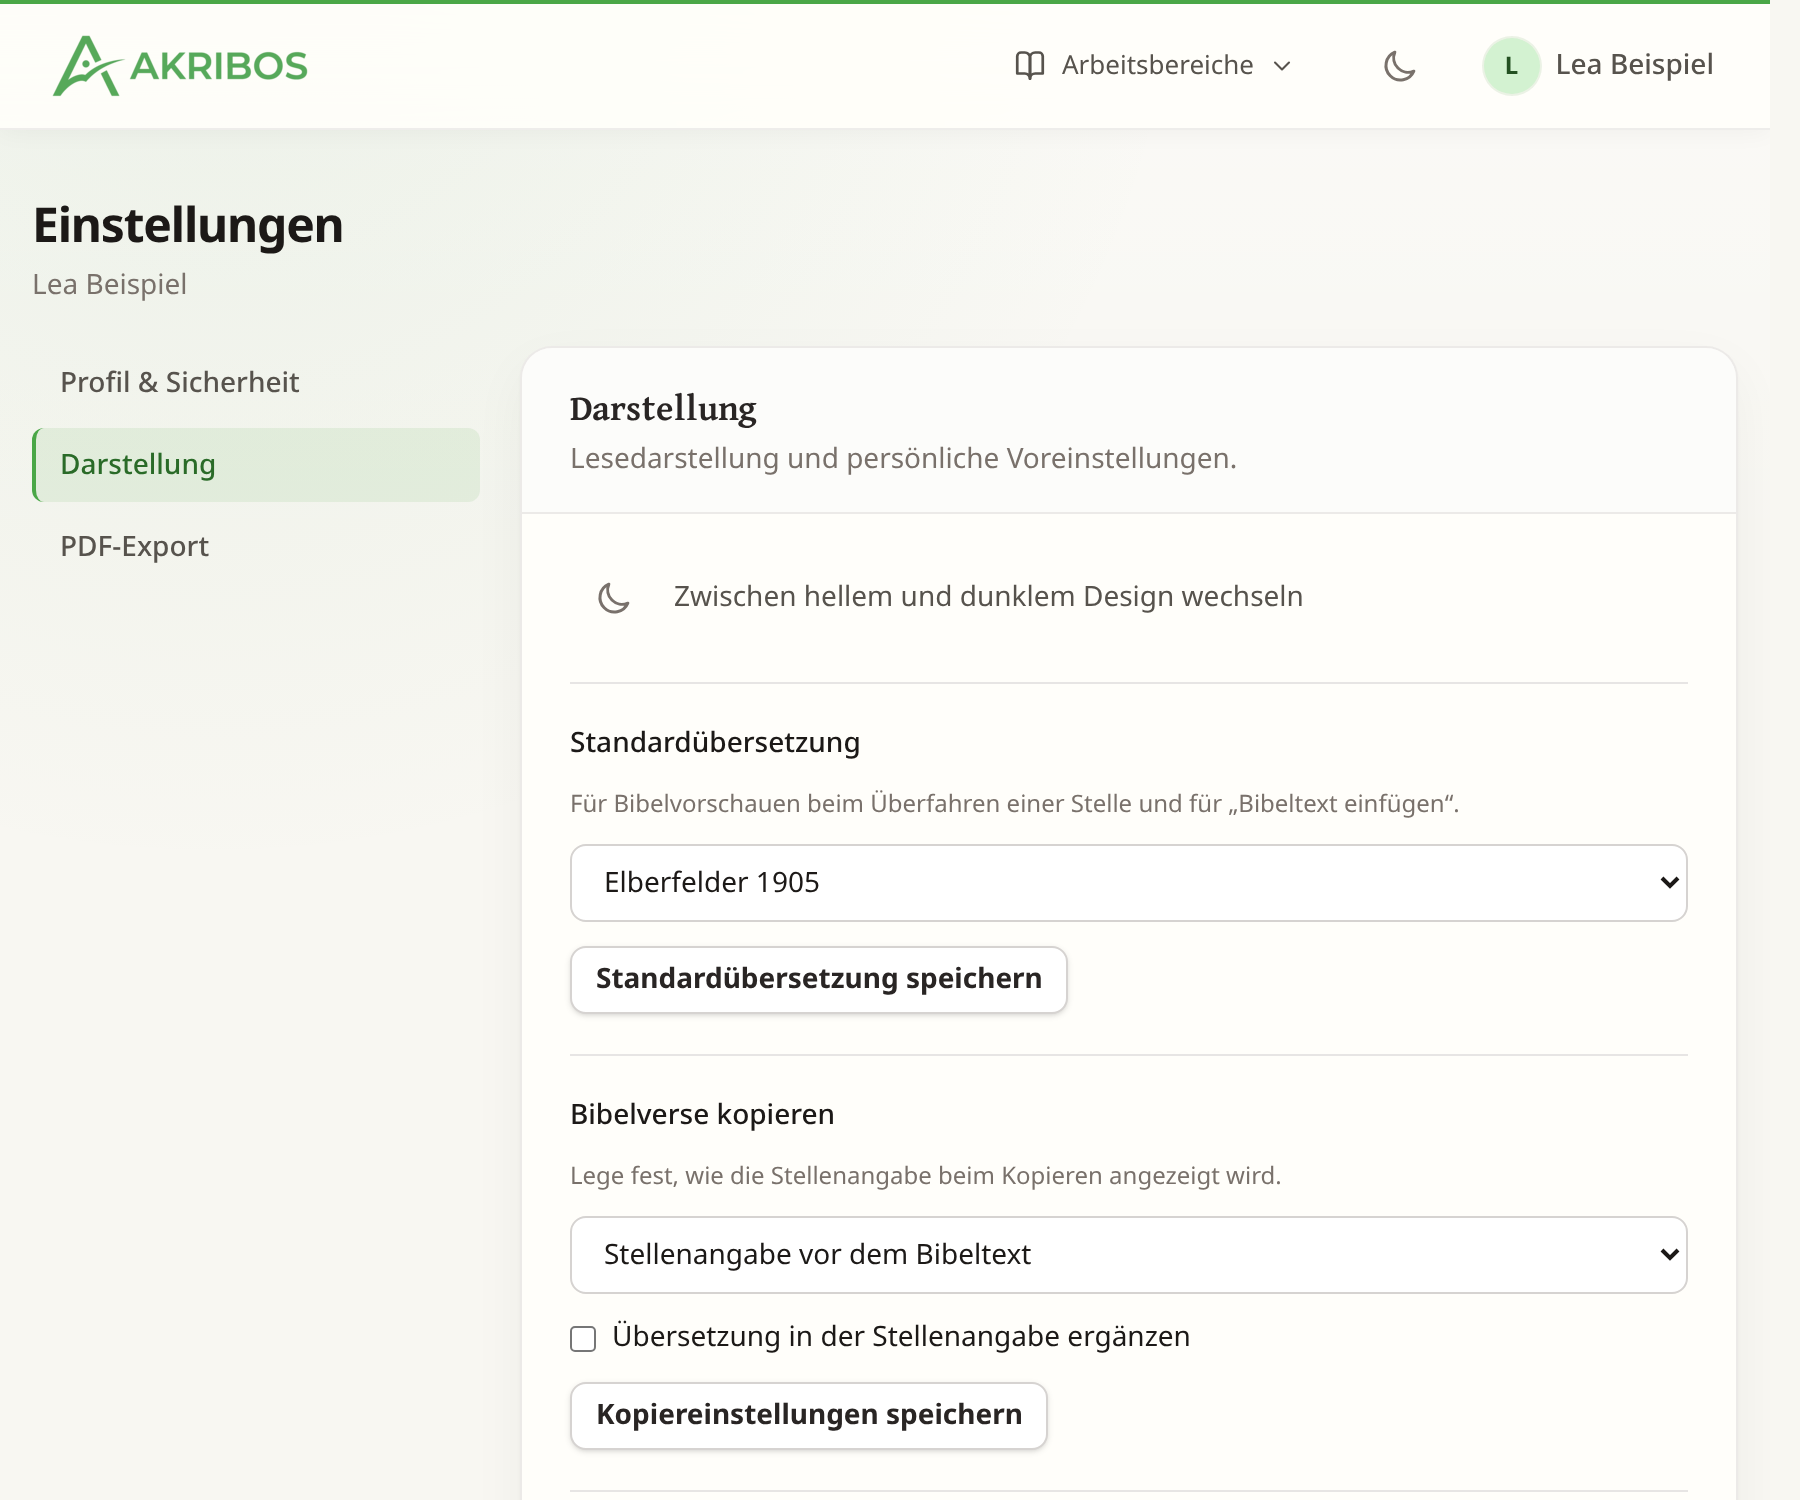 AKRIBOS
Arbeitsbereiche
L
Lea Beispiel
Einstellungen
Lea Beispiel
Profil & Sicherheit
Darstellung
PDF-Export
Darstellung
Lesedarstellung und persönliche Voreinstellungen.
Zwischen hellem und dunklem Design wechseln
Standardübersetzung
Für Bibelvorschauen beim Überfahren einer Stelle und für „Bibeltext einfügen“.
Elberfelder 1905
Standardübersetzung speichern
Bibelverse kopieren
Lege fest, wie die Stellenangabe beim Kopieren angezeigt wird.
Stellenangabe vor dem Bibeltext
Übersetzung in der Stellenangabe ergänzen
Kopiereinstellungen speichern